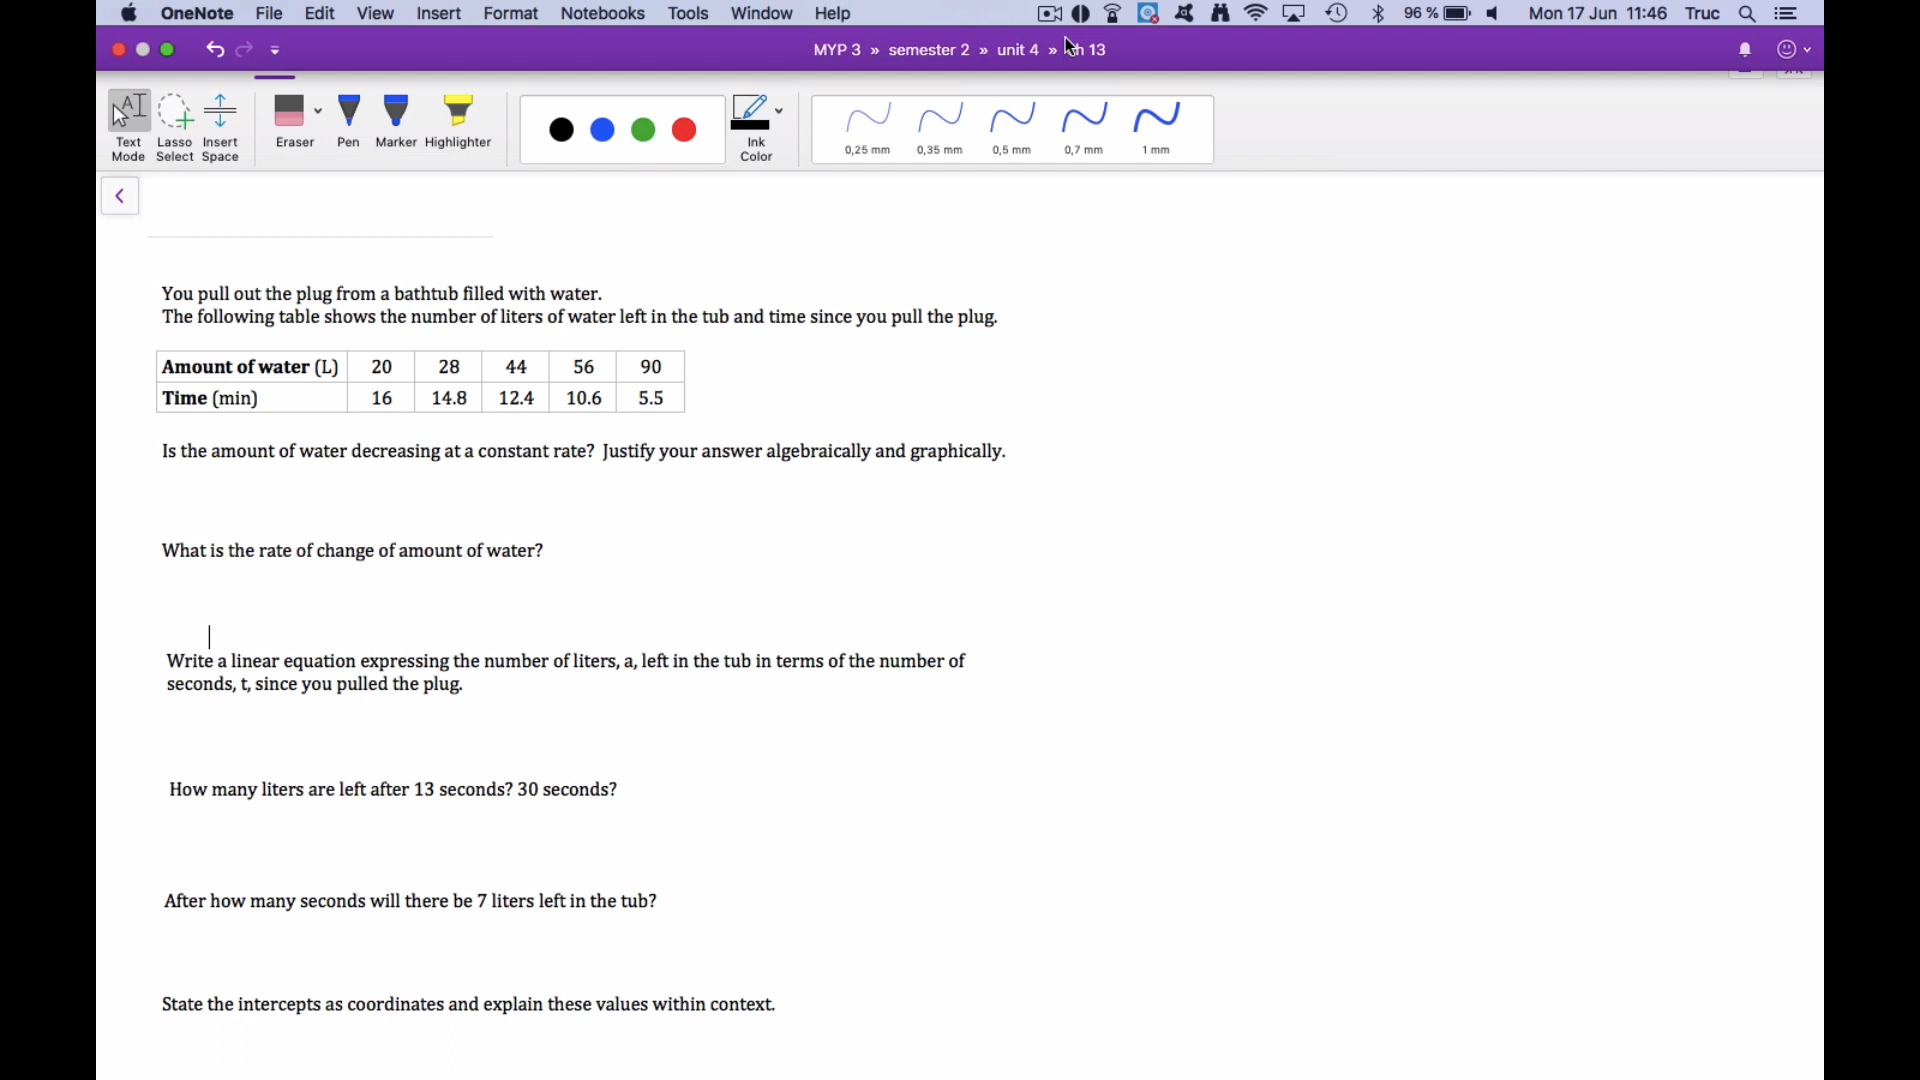 OneNote File Edit View Insert Format Notebooks Tools Window Help 96 % Mon 17 Jun 11:46 Truc
MYP 3 » semester 2 » unit 4 » 13
Text Mode
Lasso Select
Insert Space
Eraser
Pen
Marker
Highlighter
Ink Color
0,25 mm 0,35 mm 0,5 mm 0,7 mm 1 mm
You pull out the plug from a bathtub filled with water.
The following table shows the number of liters of water left in the tub and time since you pull the plug.
Amount of water (L) 20 28 44 56 90
Time (min) 16 14.8 12.4 10.6 5.5
Is the amount of water decreasing at a constant rate? Justify your answer algebraically and graphically.
What is the rate of change of amount of water?
Write a linear equation expressing the number of liters, a, left in the tub in terms of the number of
seconds, t, since you pulled the plug.
How many liters are left after 13 seconds? 30 seconds?
After how many seconds will there be 7 liters left in the tub?
State the intercepts as coordinates and explain these values within context.